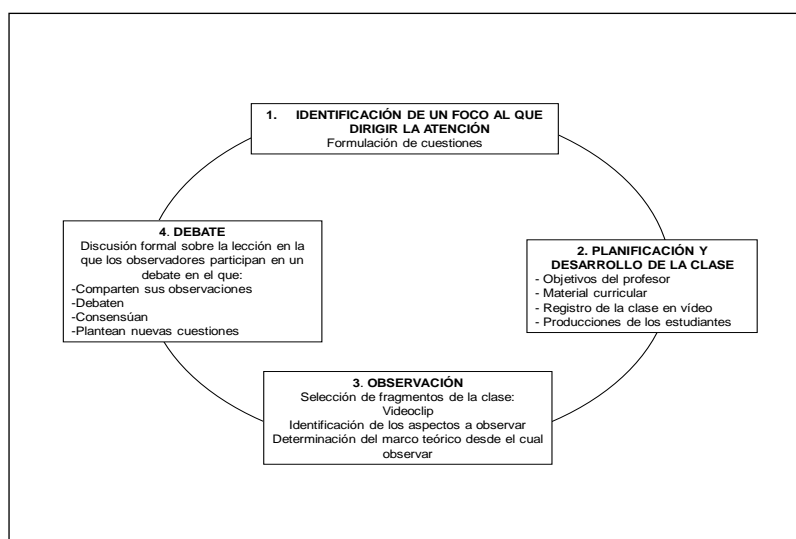 1. IDENTIFICACIÓN DE UN FOCO AL QUE
DIRIGIR LA ATENCIÓN
Formulación de cuestiones
2. PLANIFICACIÓN Y
DESARROLLO DE LA CLASE
- Objetivos del profesor
- Material curricular
- Registro de la clase en vídeo
- Producciones de los estudiantes
3. OBSERVACIÓN
Selección de fragmentos de la clase:
Videoclip
Identificación de los aspectos a observar
Determinación del marco teórico desde el cual
observar
4. DEBATE
Discusión formal sobre la lección en la
que los observadores participan en un
debate en el que:
-Comparten sus observaciones
-Debaten
-Consensúan
-Plantean nuevas cuestiones